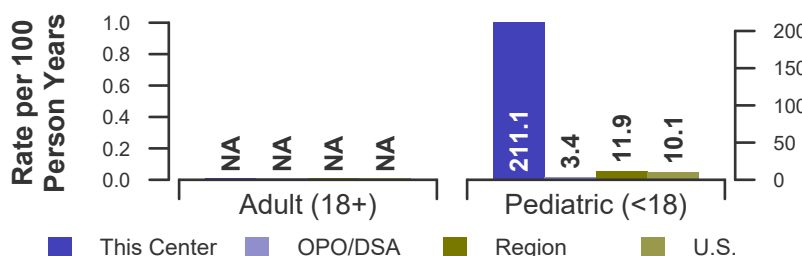 Rate per 100
Person Years
1.0
0.8
0.6
0.4
0.2
0.0
NA
NA
NA
NA
Adult (18+)
211.1
3.4
11.9
10.1
Pediatric (<18)
200
150
100
50
0
This Center
OPO/DSA
Region
U.S.